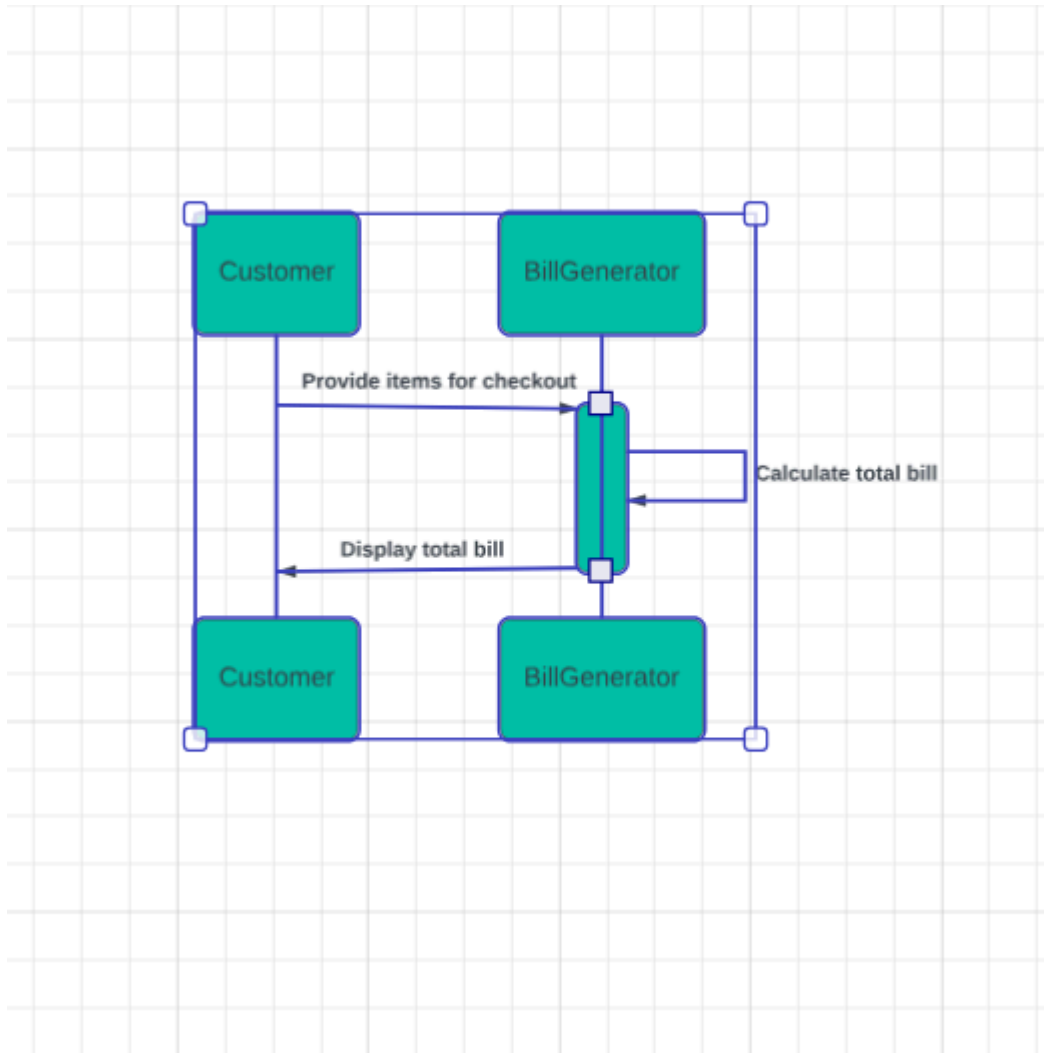 Customer
BillGenerator
Provide items for checkout
Calculate total bill
Display total bill
Customer
BillGenerator